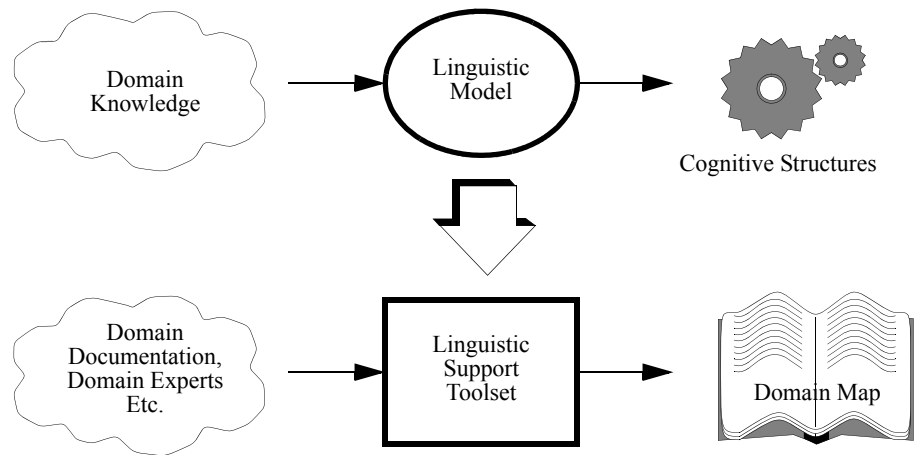 Domain
Knowledge
Linguistic
Model
Cognitive Structures
Domain
Documentation,
Domain Experts
Etc.
Linguistic
Support
Toolset
Domain Map